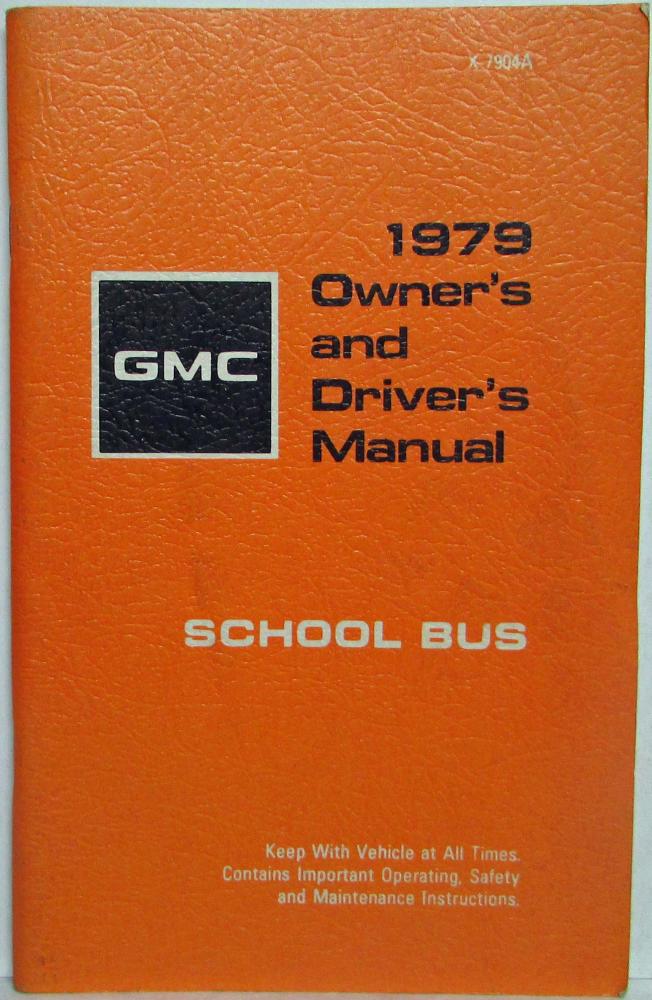 X-7904A
1979
Owner's
and
Driver's
Manual
GMC
SCHOOL BUS
Keep With Vehicle at All Times.
Contains Important Operating, Safety
and Maintenance Instructions.